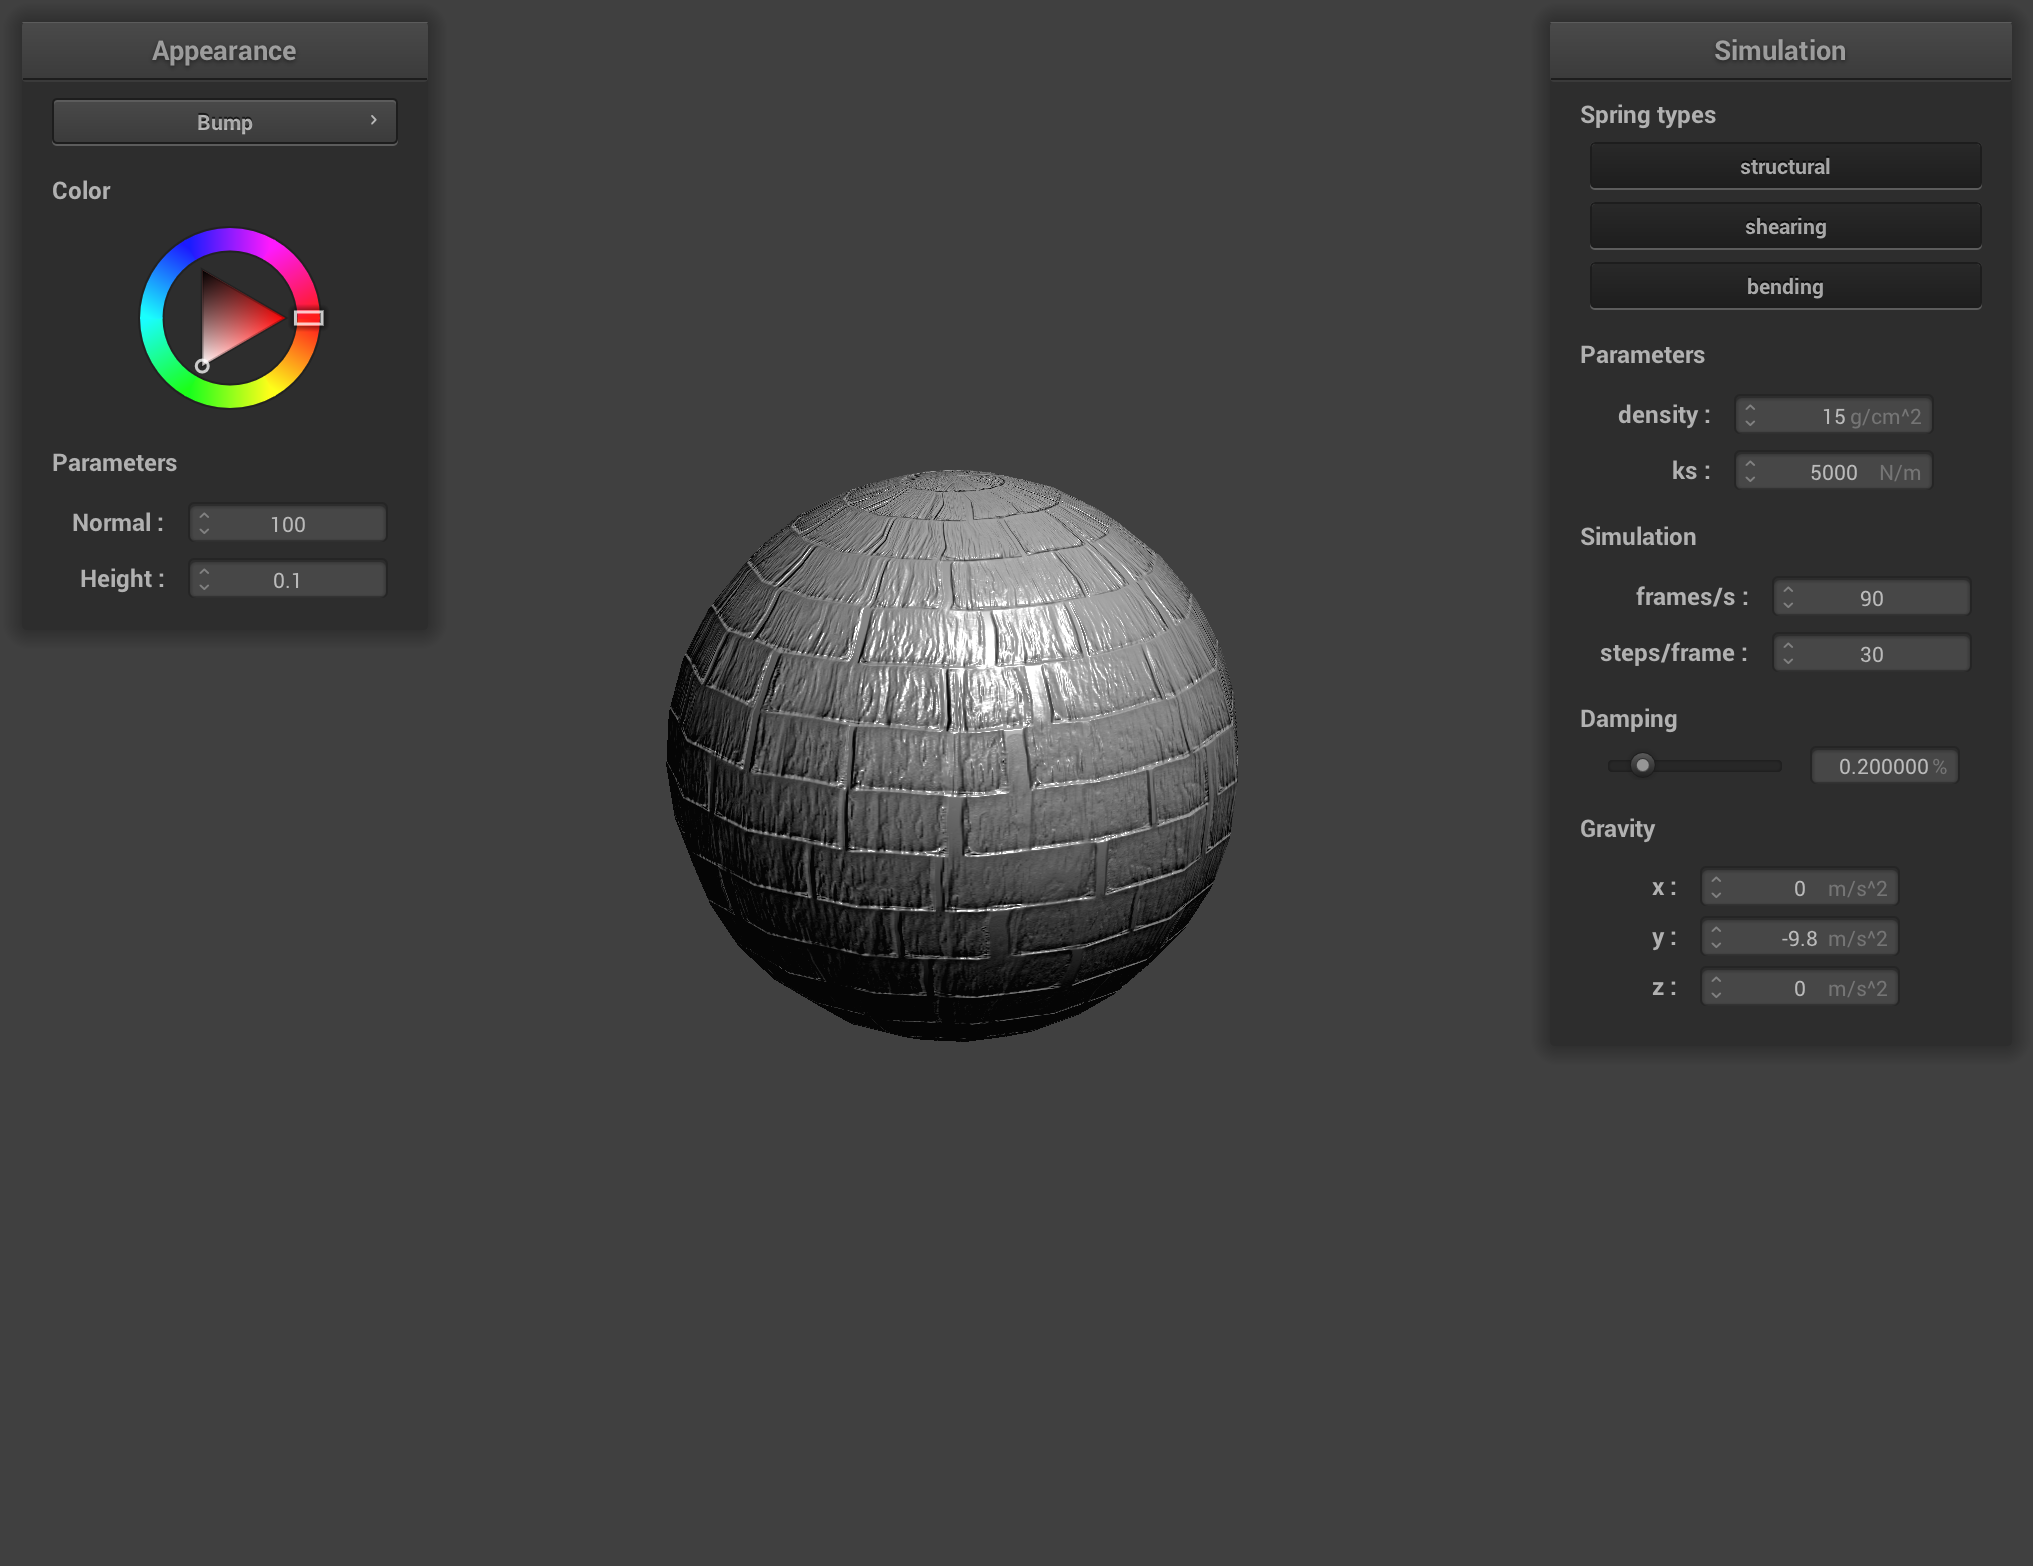 Appearance
Bump
Color
Parameters
Normal : 100
Height : 0.1
Simulation
Spring types
structural
shearing
bending
Parameters
density : 15 g/cm^2
ks : 5000 N/m
Simulation
frames/s : 90
steps/frame : 30
Damping
0.200000 %
Gravity
x : 0 m/s^2
y : -9.8 m/s^2
z : 0 m/s^2